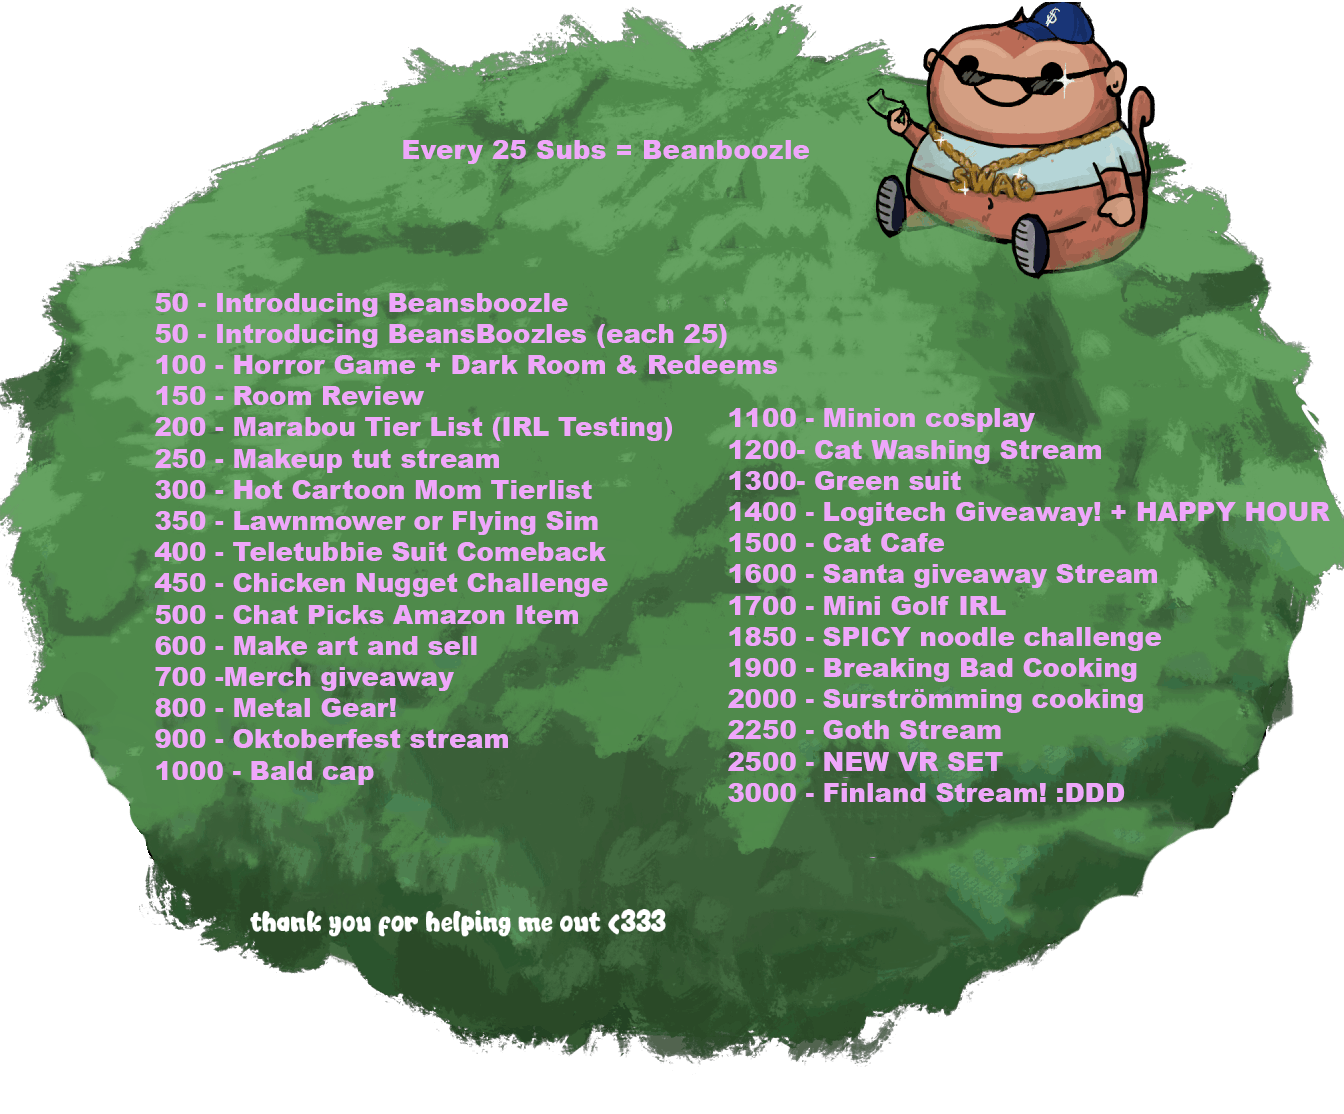 Every 25 Subs = Beanboozle
SWAG
50 - Introducing Beansboozle
50 - Introducing BeansBoozles (each 25)
100 - Horror Game + Dark Room & Redeems
150 - Room Review
200 - Marabou Tier List (IRL Testing)
250 - Makeup tut stream
300 - Hot Cartoon Mom Tierlist
350 - Lawnmower or Flying Sim
400 - Teletubbie Suit Comeback
450 - Chicken Nugget Challenge
500 - Chat Picks Amazon Item
600 - Make art and sell
700 -Merch giveaway
800 - Metal Gear!
900 - Oktoberfest stream
1000 - Bald cap
1100 - Minion cosplay
1200- Cat Washing Stream
1300- Green suit
1400 - Logitech Giveaway! + HAPPY HOUR
1500 - Cat Cafe
1600 - Santa giveaway Stream
1700 - Mini Golf IRL
1850 - SPICY noodle challenge
1900 - Breaking Bad Cooking
2000 - Surströmming cooking
2250 - Goth Stream
2500 - NEW VR SET
3000 - Finland Stream! :DDD
thank you for helping me out <333